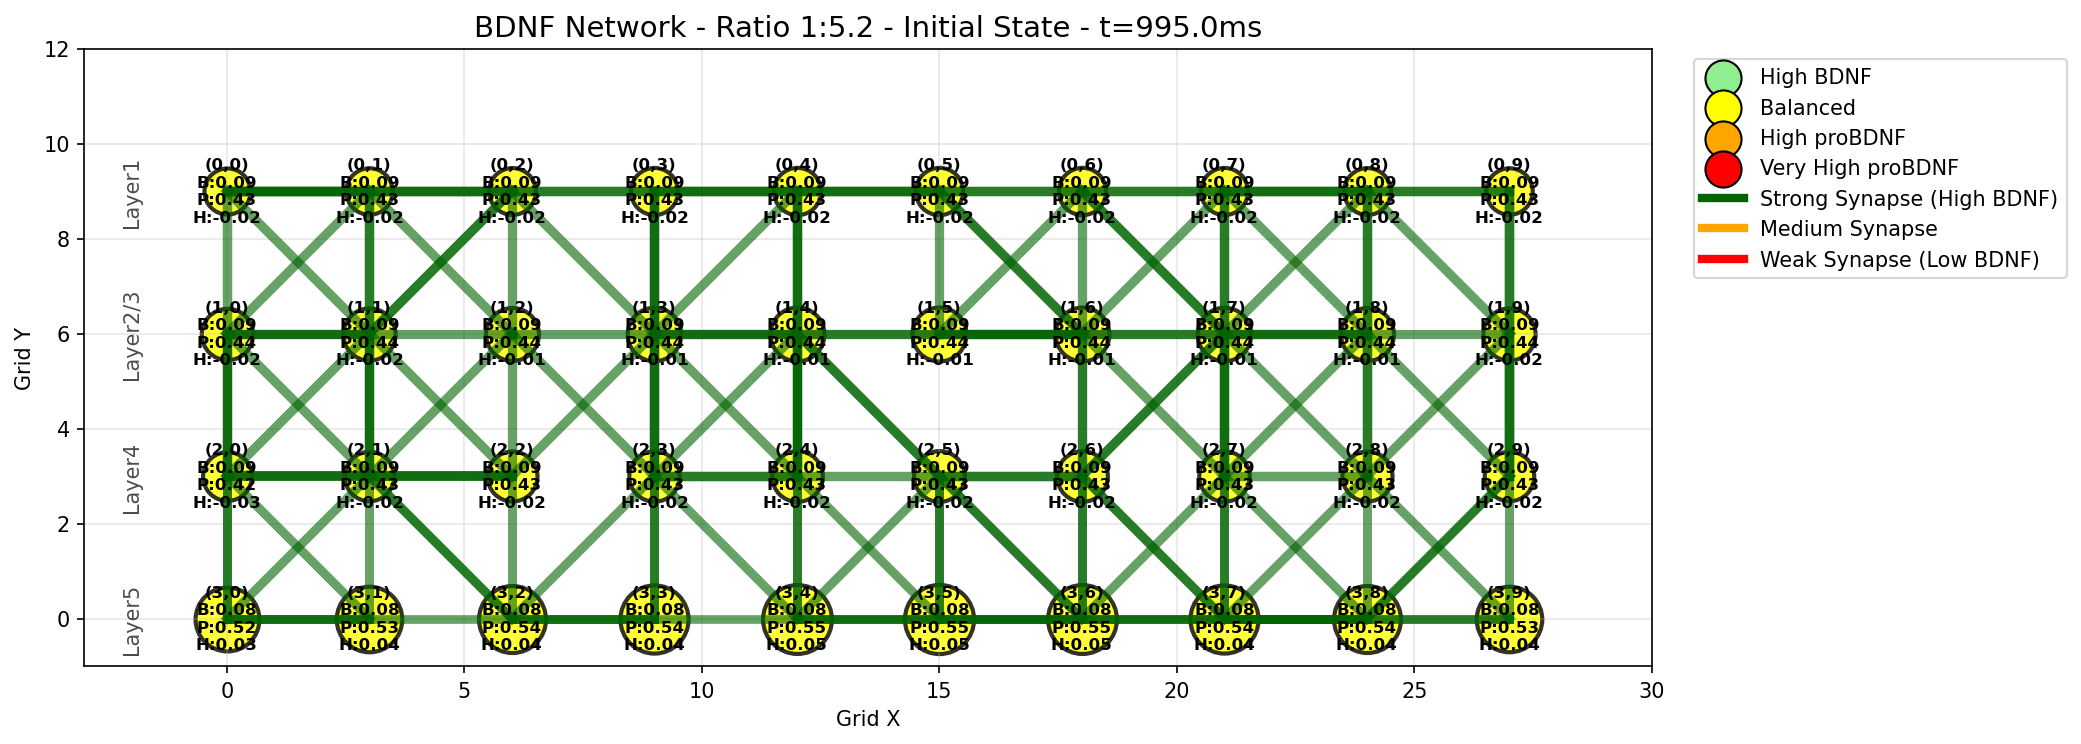 BDNF Network - Ratio 1:5.2 - Initial State - t=995.0ms
High BDNF
Balanced
High proBDNF
Very High proBDNF
Strong Synapse (High BDNF)
Medium Synapse
Weak Synapse (Low BDNF)
Grid Y
12
10
8
6
4
2
0
Layer1
(0,0) (0,1) (0,2) (0,3) (0,4) (0,5) (0,6) (0,7) (0,8) (0,9)
B:0.09 B:0.09 B:0.09 B:0.09 B:0.09 B:0.09 B:0.09 B:0.09 B:0.09 B:0.09
P:0.43 P:0.43 P:0.43 P:0.43 P:0.43 P:0.43 P:0.43 P:0.43 P:0.43 P:0.43
H:-0.02 H:-0.02 H:-0.02 H:-0.02 H:-0.02 H:-0.02 H:-0.02 H:-0.02 H:-0.02 H:-0.02
Layer2/3
(1,0) (1,1) (1,2) (1,3) (1,4) (1,5) (1,6) (1,7) (1,8) (1,9)
B:0.09 B:0.09 B:0.09 B:0.09 B:0.09 B:0.09 B:0.09 B:0.09 B:0.09 B:0.09
P:0.44 P:0.44 P:0.44 P:0.44 P:0.44 P:0.44 P:0.44 P:0.44 P:0.44 P:0.44
H:-0.02 H:-0.02 H:-0.01 H:-0.01 H:-0.01 H:-0.01 H:-0.01 H:-0.01 H:-0.01 H:-0.02
Layer4
(2,0) (2,1) (2,2) (2,3) (2,4) (2,5) (2,6) (2,7) (2,8) (2,9)
B:0.09 B:0.09 B:0.09 B:0.09 B:0.09 B:0.09 B:0.09 B:0.09 B:0.09 B:0.09
P:0.42 P:0.43 P:0.43 P:0.43 P:0.43 P:0.43 P:0.43 P:0.43 P:0.43 P:0.43
H:-0.03 H:-0.02 H:-0.02 H:-0.02 H:-0.02 H:-0.02 H:-0.02 H:-0.02 H:-0.02 H:-0.02
Layer5
(3,0) (3,1) (3,2) (3,3) (3,4) (3,5) (3,6) (3,7) (3,8) (3,9)
B:0.08 B:0.08 B:0.08 B:0.08 B:0.08 B:0.08 B:0.08 B:0.08 B:0.08 B:0.08
P:0.52 P:0.53 P:0.54 P:0.54 P:0.55 P:0.55 P:0.55 P:0.54 P:0.54 P:0.53
H:0.03 H:0.04 H:0.04 H:0.04 H:0.05 H:0.05 H:0.05 H:0.04 H:0.04 H:0.04
0 5 10 15 20 25 30
Grid X